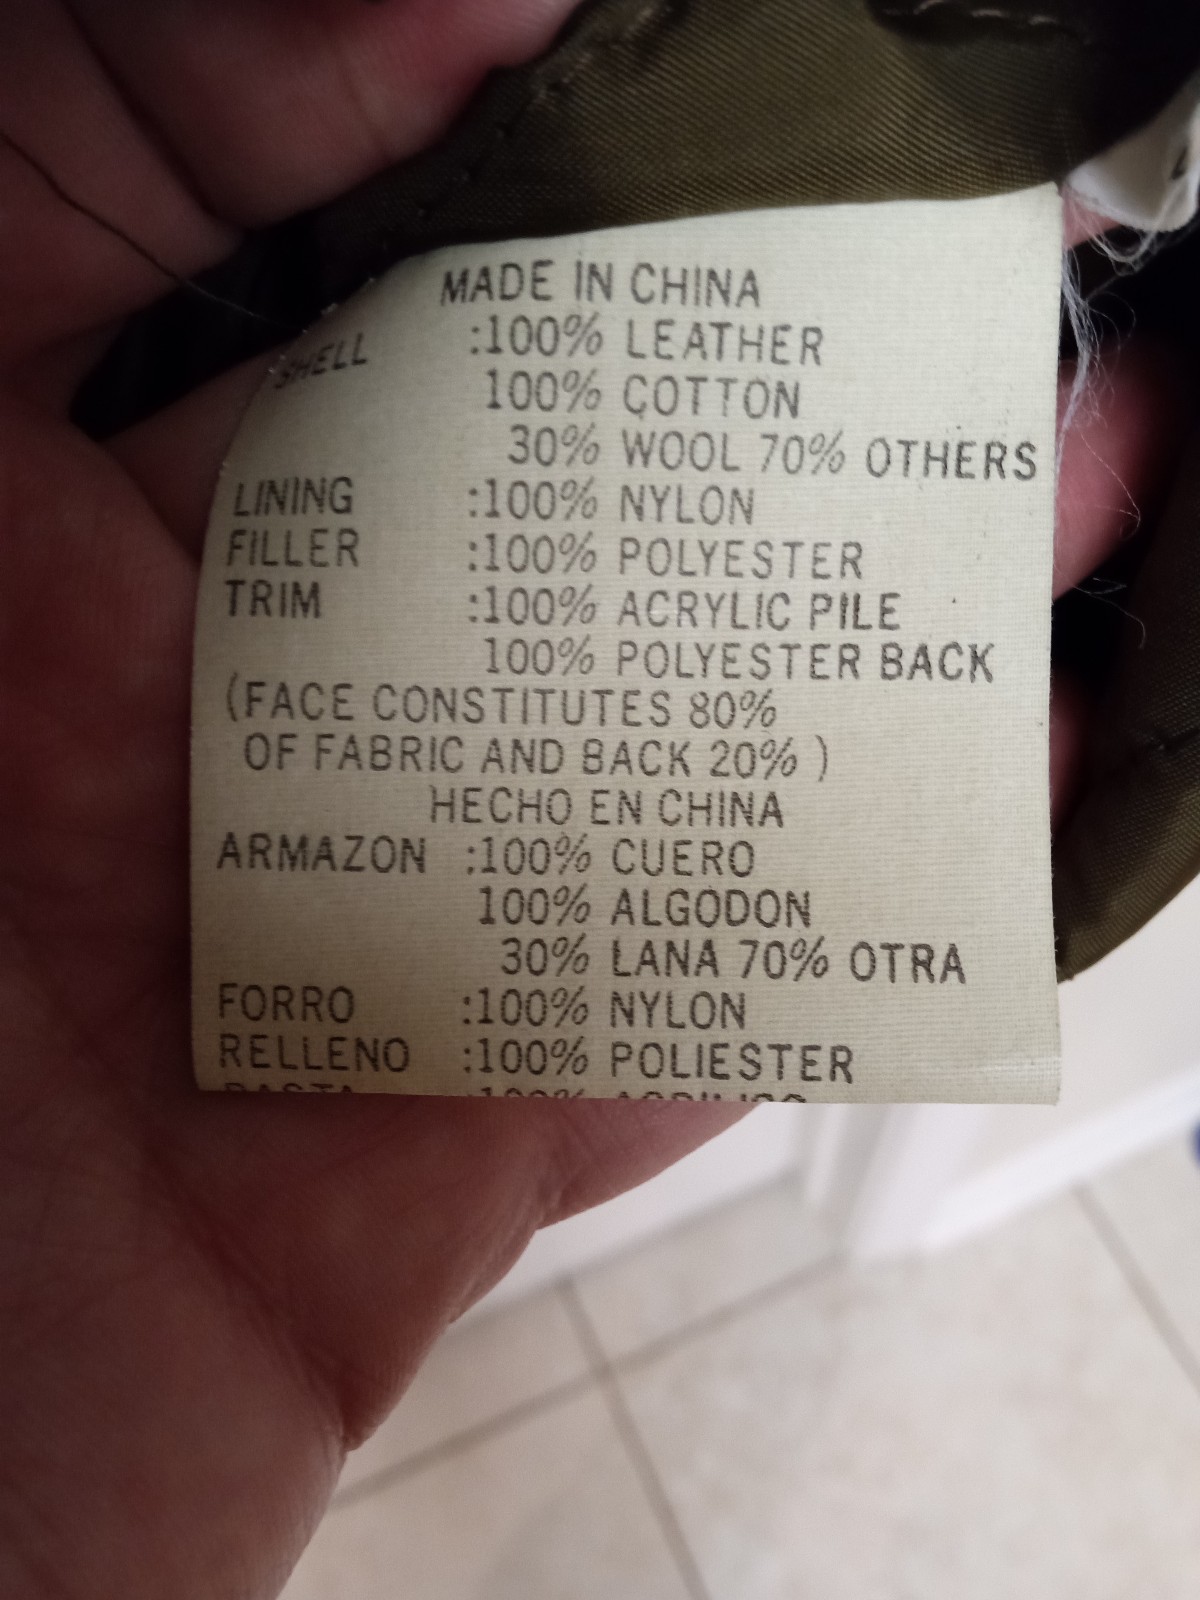 MADE IN CHINA
SHELL :100% LEATHER
100% COTTON
30% WOOL 70% OTHERS
LINING :100% NYLON
FILLER :100% POLYESTER
TRIM :100% ACRYLIC PILE
100% POLYESTER BACK
(FACE CONSTITUTES 80%
OF FABRIC AND BACK 20% )
HECHO EN CHINA
ARMAZON :100% CUERO
100% ALGODON
30% LANA 70% OTRA
FORRO :100% NYLON
RELLENO :100% POLIESTER